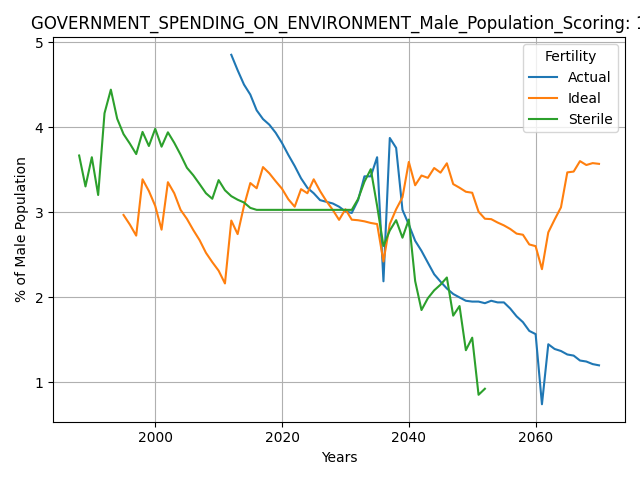 GOVERNMENT_SPENDING_ON_ENVIRONMENT_Male_Population_Scoring: 1
Fertility
Actual
Ideal
Sterile
% of Male Population
5
4
3
2
1
2000 2020 2040 2060
Years